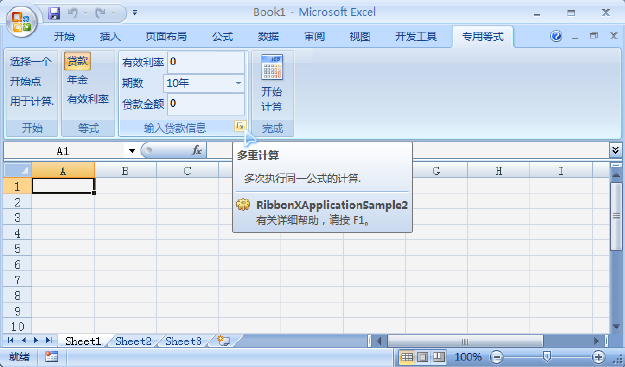 Book1 - Microsoft Excel
开始 插入 页面布局 公式 数据 审阅 视图 开发工具 专用等式
选择一个
开始点
用于计算.
开始
贷款
年金
有效利率
等式
有效利率 0
期数 10年
贷款金额 0
输入贷款信息
开始
计算
完成
A1 fx
多重计算
多次执行同一公式的计算.
RibbonXApplicationSample2
有关详细帮助，请按 F1。
A B C G H I
1
2
3
4
5
6
7
8
9
10
Sheet1 Sheet2 Sheet3
就绪 100%